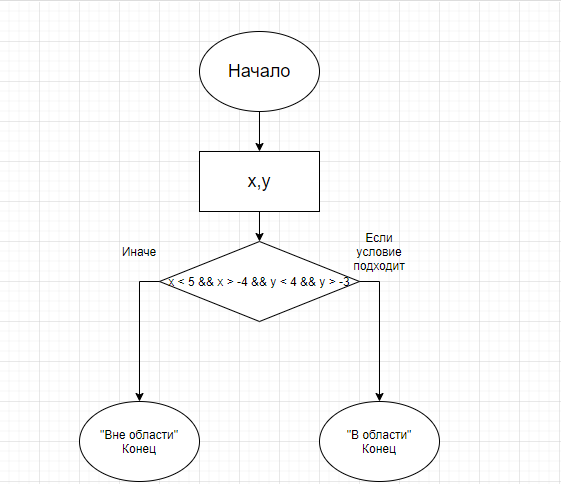 Начало
x,y
Иначе
Если
условие
подходит
x < 5 && x > -4 && y < 4 && y > -3
"Вне области"
Конец
"В области"
Конец